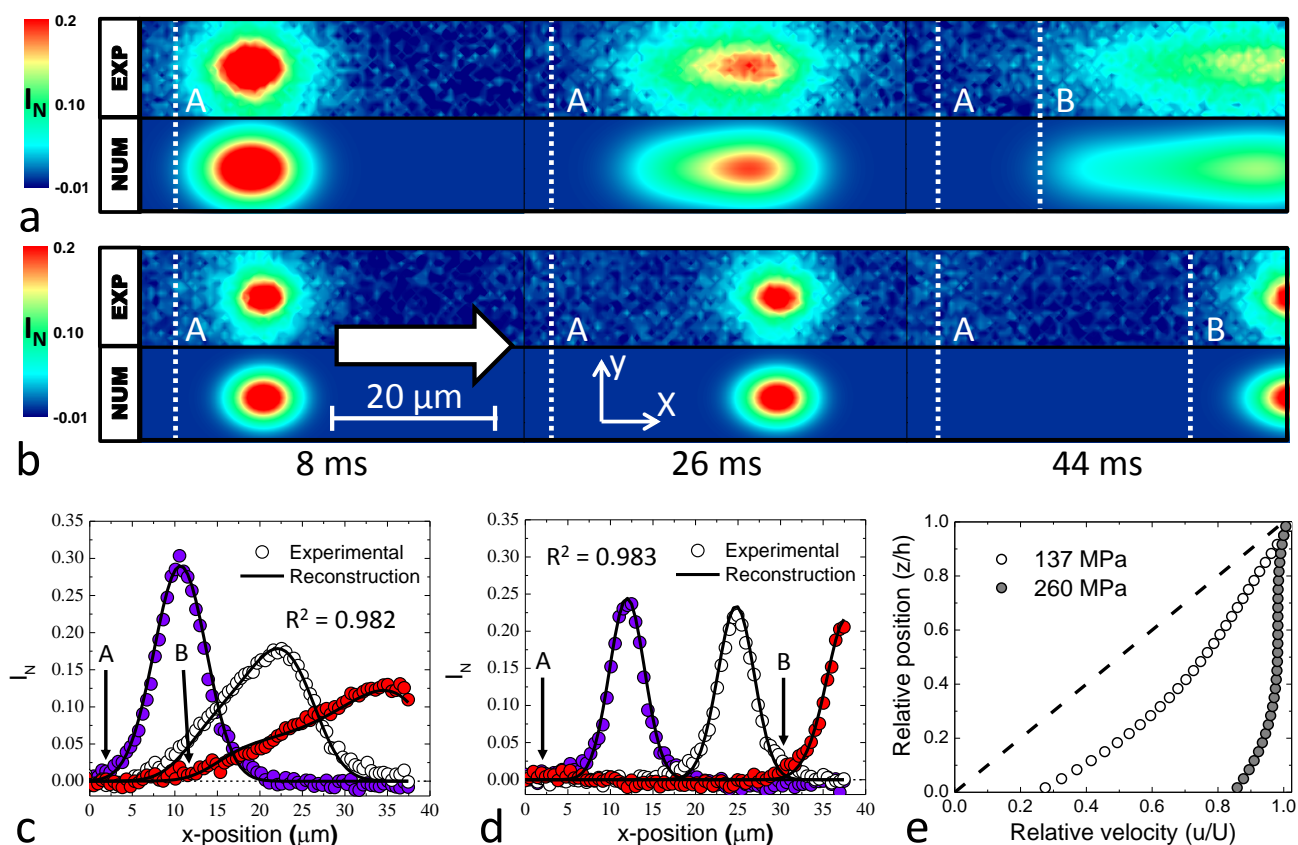 a
0.2
0.10
-0.01
I_N
EXP
NUM
A
A
A
B
b
0.2
0.10
-0.01
I_N
EXP
NUM
A
A
A
B
20 μm
y
X
8 ms
26 ms
44 ms
c
I_N
0.35
0.30
0.25
0.20
0.15
0.10
0.05
0.00
Experimental
Reconstruction
R² = 0.982
A
B
0 5 10 15 20 25 30 35 40
x-position (μm)
d
I_N
0.35
0.30
0.25
0.20
0.15
0.10
0.05
0.00
R² = 0.983
Experimental
Reconstruction
A
B
0 5 10 15 20 25 30 35 40
x-position (μm)
e
Relative position (z/h)
1.0
0.8
0.6
0.4
0.2
0.0
137 MPa
260 MPa
0.0 0.2 0.4 0.6 0.8 1.0
Relative velocity (u/U)